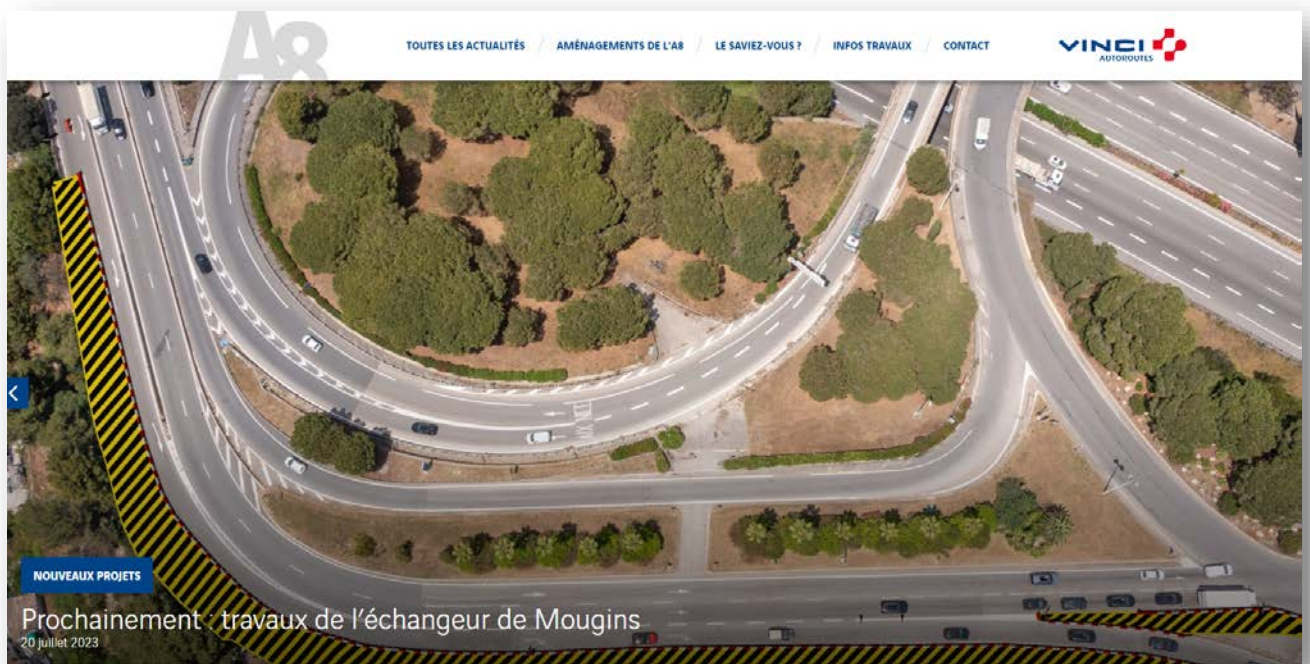 A8
TOUTES LES ACTUALITÉS / AMÉNAGEMENTS DE L'A8 / LE SAVIEZ-VOUS ? / INFOS TRAVAUX / CONTACT
VINCI
AUTOROUTES
NOUVEAUX PROJETS
Prochainement : travaux de l'échangeur de Mougins
20 juillet 2023